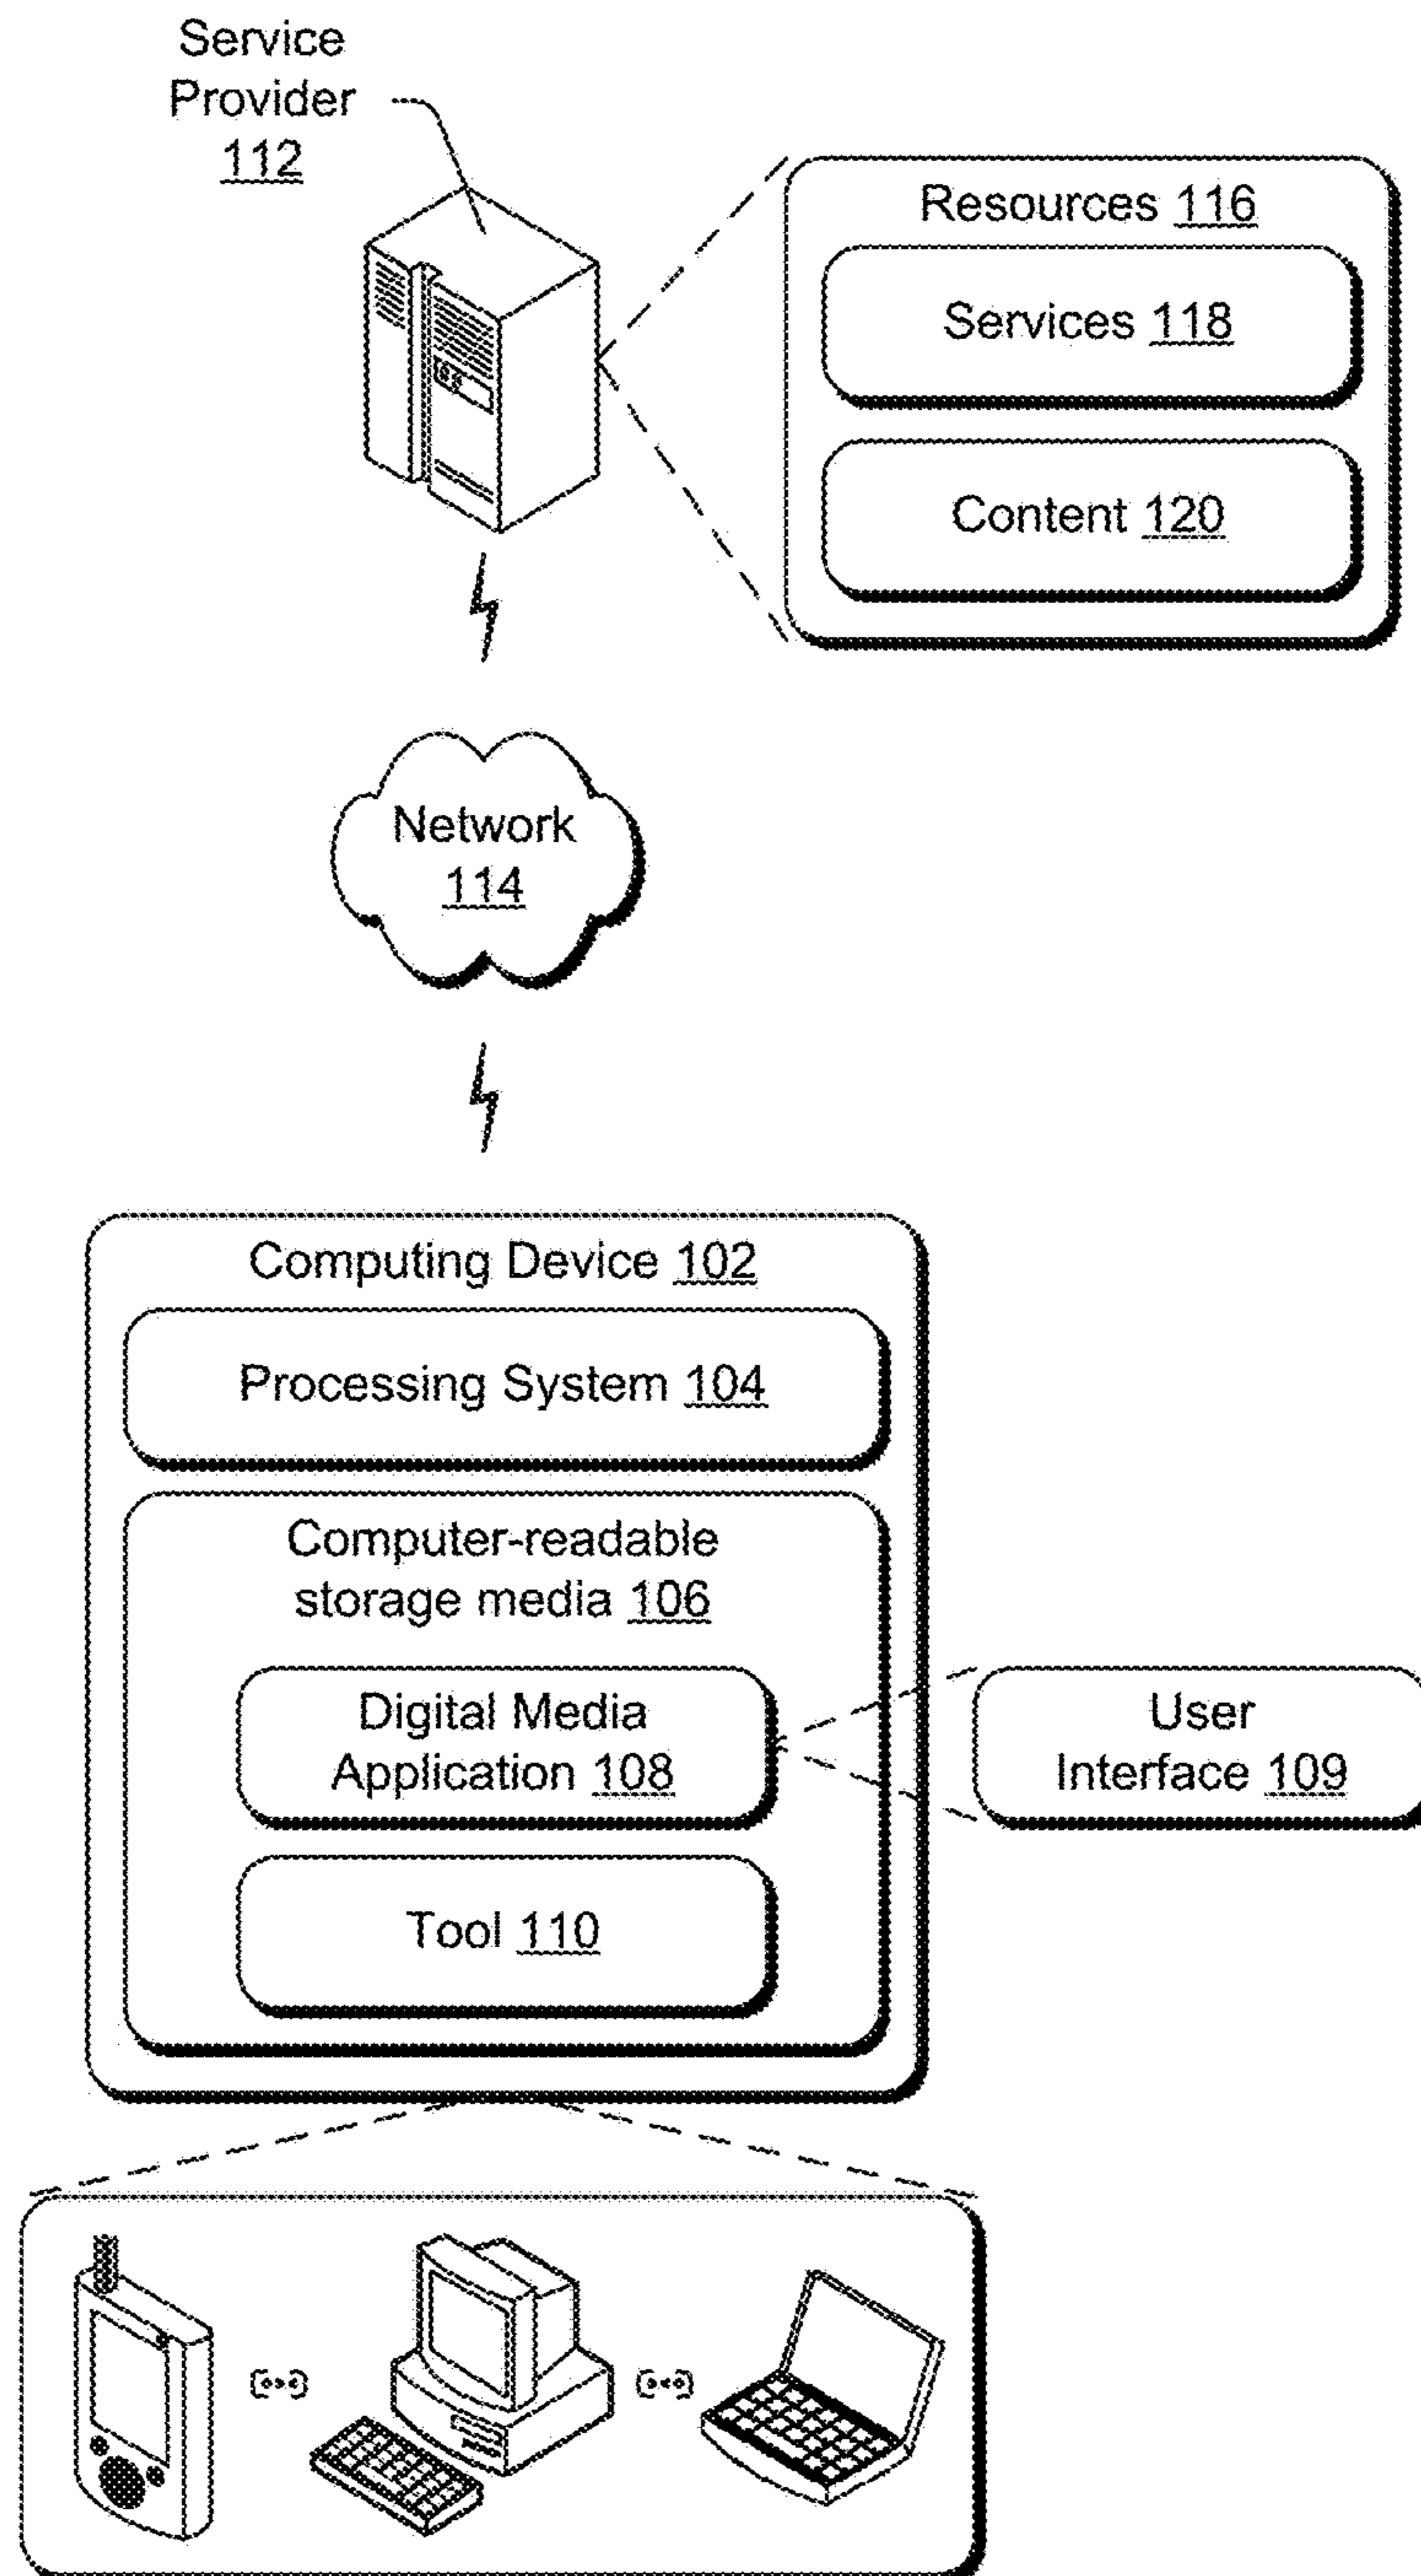 Service
Provider
112
Resources 116
Services 118
Content 120
Network
114
Computing Device 102
Processing System 104
Computer-readable
storage media 106
Digital Media
Application 108
User
Interface 109
Tool 110